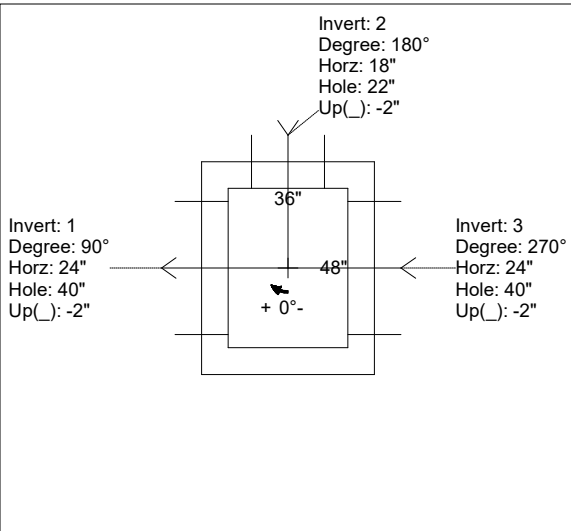 Invert: 2
Degree: 180°
Horz: 18"
Hole: 22"
Up(_): -2"
36"
Invert: 1
Degree: 90°
Horz: 24"
Hole: 40"
Up(_): -2"
48"
Invert: 3
Degree: 270°
Horz: 24"
Hole: 40"
Up(_): -2"
+ 0°-